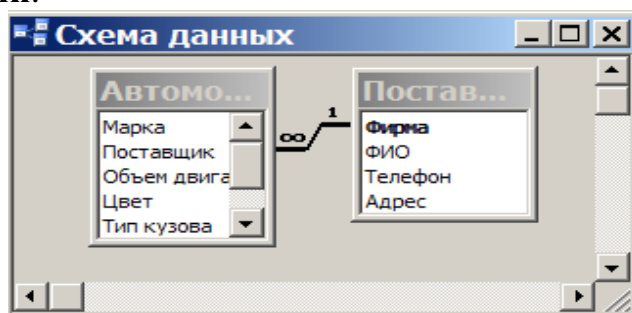 Схема данных
Автомо...
Марка
Поставщик
Объем двига
Цвет
Тип кузова
∞
1
Постав...
Фирма
ФИО
Телефон
Адрес